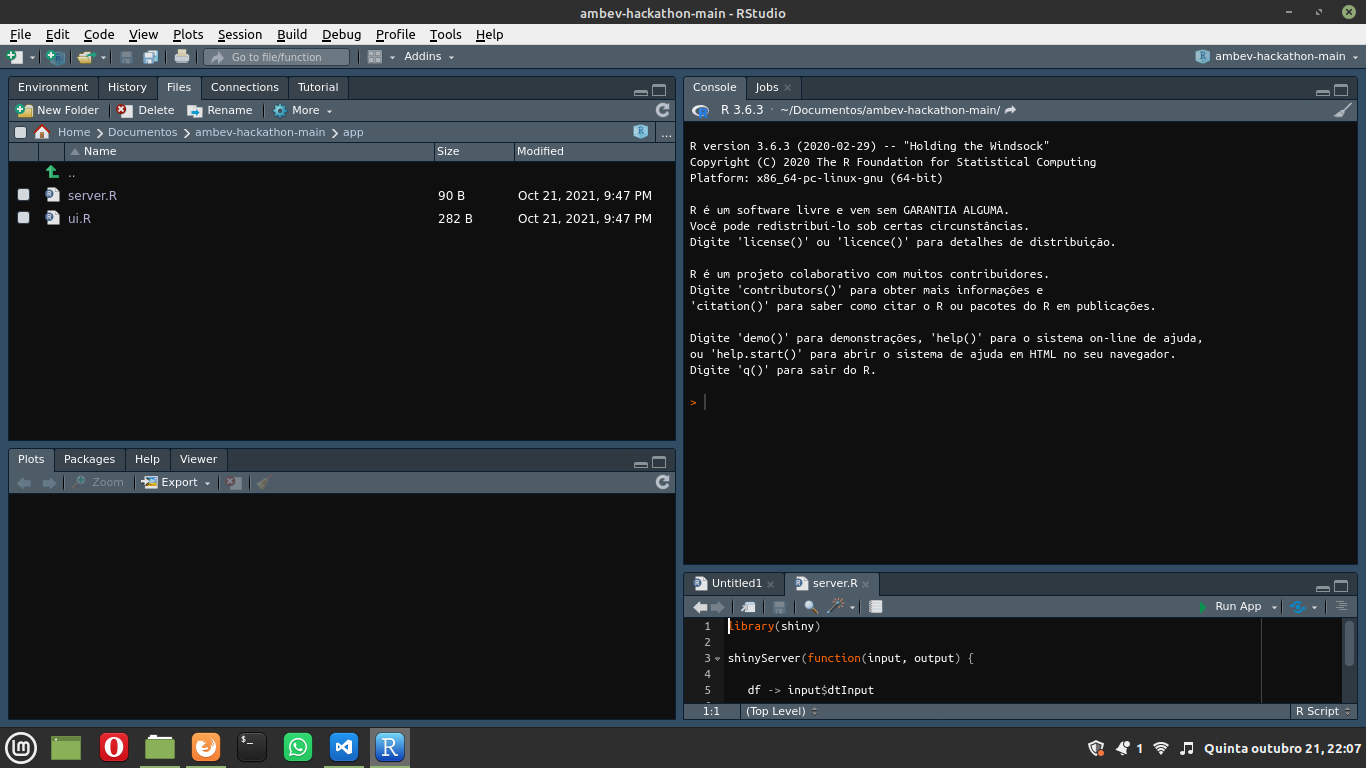 ambev-hackathon-main - RStudio
File Edit Code View Plots Session Build Debug Profile Tools Help
Go to file/function Addins ambev-hackathon-main
Environment History Files Connections Tutorial
New Folder Delete Rename More
Home Documentos ambev-hackathon-main app ...
Name Size Modified
..
server.R 90 B Oct 21, 2021, 9:47 PM
ui.R 282 B Oct 21, 2021, 9:47 PM
Plots Packages Help Viewer
Zoom Export
Console Jobs
R 3.6.3 · ~/Documentos/ambev-hackathon-main/
R version 3.6.3 (2020-02-29) -- "Holding the Windsock"
Copyright (C) 2020 The R Foundation for Statistical Computing
Platform: x86_64-pc-linux-gnu (64-bit)
R é um software livre e vem sem GARANTIA ALGUMA.
Você pode redistribuí-lo sob certas circunstâncias.
Digite 'license()' ou 'licence()' para detalhes de distribuição.
R é um projeto colaborativo com muitos contribuidores.
Digite 'contributors()' para obter mais informações e
'citation()' para saber como citar o R ou pacotes do R em publicações.
Digite 'demo()' para demonstrações, 'help()' para o sistema on-line de ajuda,
ou 'help.start()' para abrir o sistema de ajuda em HTML no seu navegador.
Digite 'q()' para sair do R.
>
Untitled1 server.R
Run App
1 library(shiny)
2
3 shinyServer(function(input, output) {
4
5 df -> input$dtInput
1:1 (Top Level) R Script
1 Quinta outubro 21, 22:07